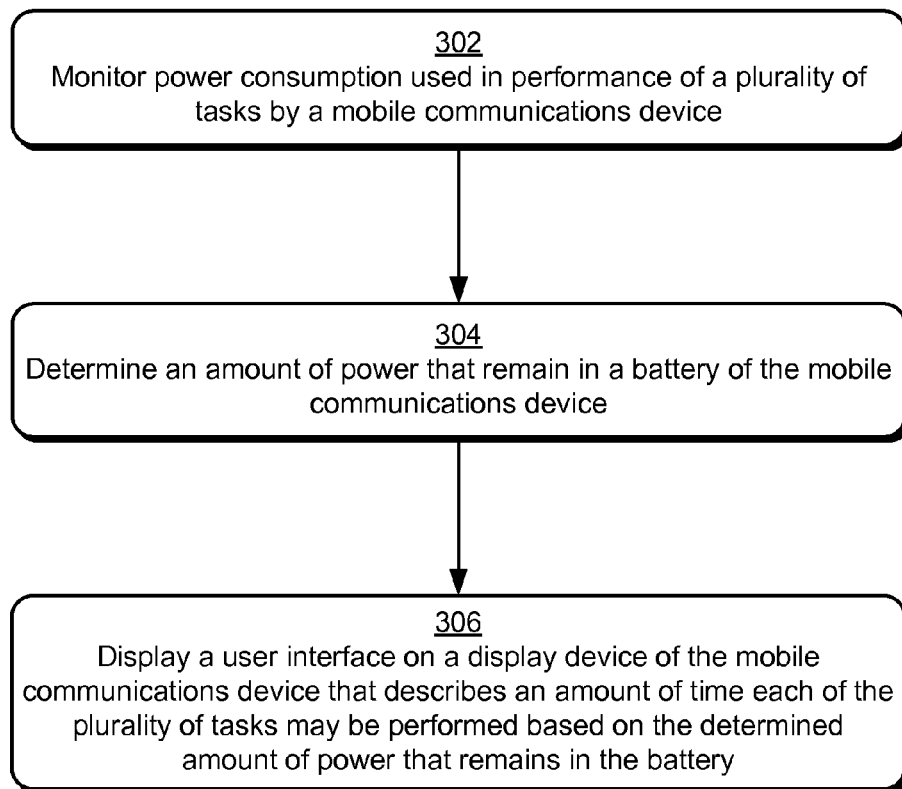 302
Monitor power consumption used in performance of a plurality of
tasks by a mobile communications device
304
Determine an amount of power that remain in a battery of the mobile
communications device
306
Display a user interface on a display device of the mobile
communications device that describes an amount of time each of the
plurality of tasks may be performed based on the determined
amount of power that remains in the battery